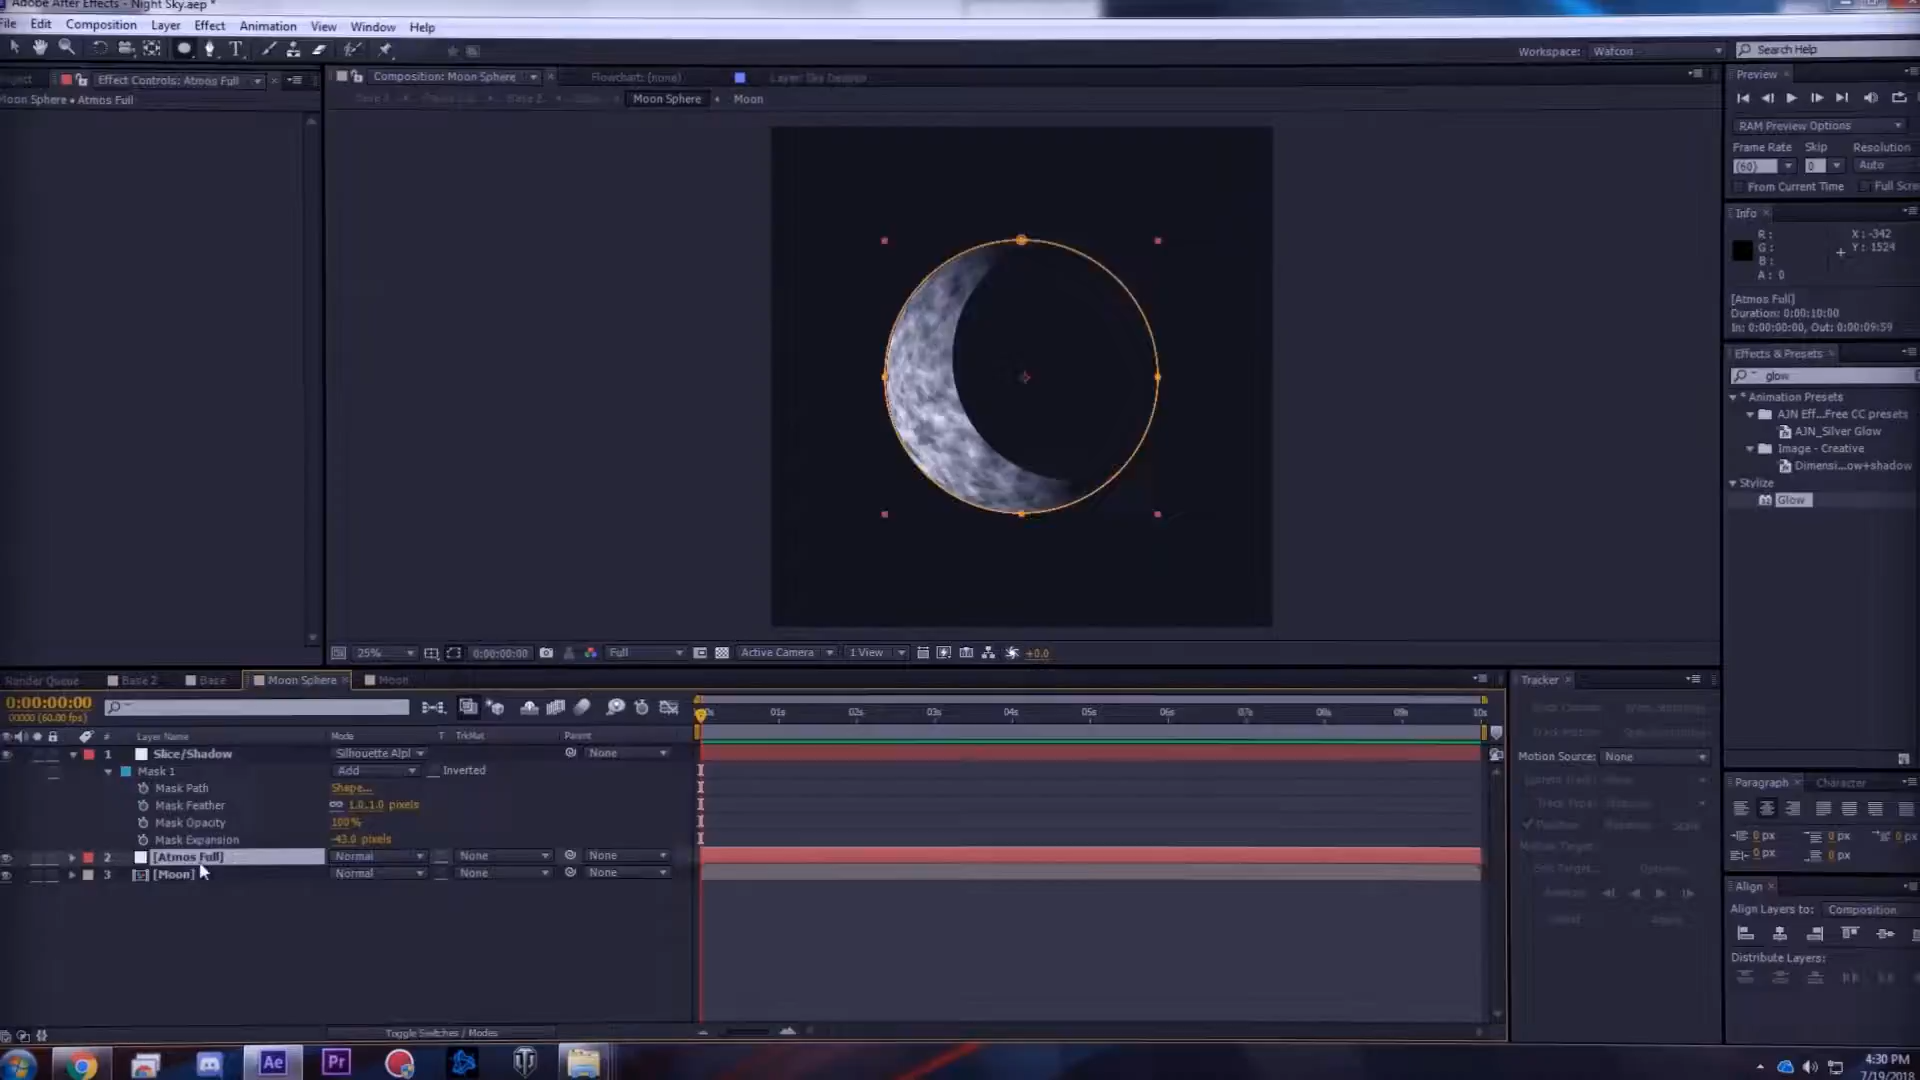 Adobe After Effects - Night Sky.aep *
File Edit Composition Layer Effect Animation View Window Help
T Workspace: Search Help
Effect Controls: Atmos Full
Composition: Moon Sphere
Flowchart: (none)
Preview
Moon Sphere • Atmos Full
Moon Sphere
Moon
RAM Preview Options
Frame Rate Skip Resolution
(60) 0 Auto
From Current Time
Info
R :
G :
B :
A : 0
X : -342
Y : 1524
[Atmos Full]
Duration: 0:00:10:00
In: 0:00:00:00, Out: 0:00:09:59
Effects & Presets
glow
* Animation Presets
AJN Eff...Free CC presets
AJN_Silver Glow
Image - Creative
Dimensi...ow+shadow
Stylize
Glow
25%
0:00:00:00
Full
Active Camera
1 View
+0.0
Render Queue
Base 2
Base
Moon Sphere
Moon
Tracker
0:00:00:00
00000 (60.00 fps)
01s 02s 03s 04s 05s 06s 07s 08s 09s 10s
# Layer Name Mode T TrkMat Parent
1 Slice/Shadow Silhouette Alpl None
Mask 1 Add Inverted
Mask Path Shape...
Mask Feather 1.0,1.0 pixels
Mask Opacity 100%
Mask Expansion -43.0 pixels
2 [Atmos Full] Normal None None
3 [Moon] Normal None None
Motion Source: None
Paragraph
Character
0 px
0 px
0 px
0 px
Align
Align Layers to: Composition
Distribute Layers:
Toggle Switches / Modes
Ae
Pr
4:30 PM
7/19/2018